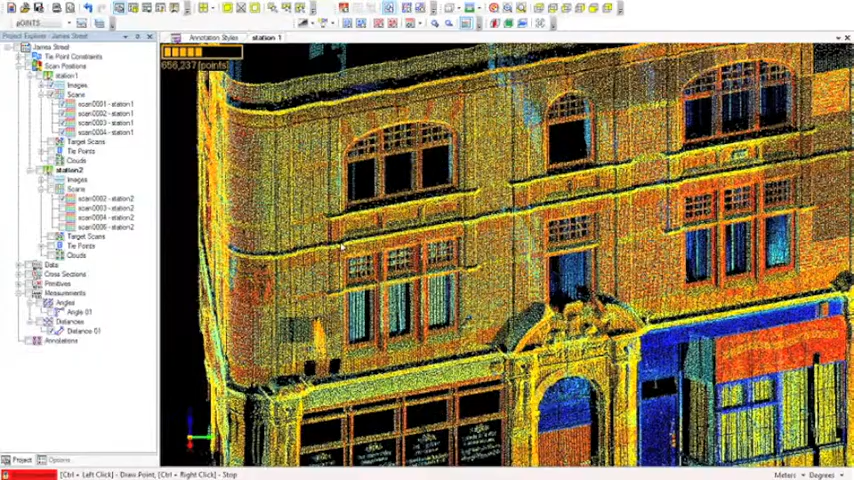 pOINTS
Project Explorer - James Street
Annotation Styles
station 1
James Street
Tie Point Constraints
Scan Positions
station1
Images
Scans
scan0001 - station1
scan0002 - station1
scan0003 - station1
scan0004 - station1
Target Scans
Tie Points
Clouds
station2
Images
Scans
scan0002 - station2
scan0003 - station2
scan0004 - station2
station2
Target Scans
Tie Points
Clouds
Data
Cross Sections
Primitives
Measurements
Angles
Angle 01
Distances
Distance 01
Annotations
656,237 [points]
Project
Options
[Ctrl + Left Click] - Draw Point, [Ctrl + Right Click] - Stop
Meters
Degrees